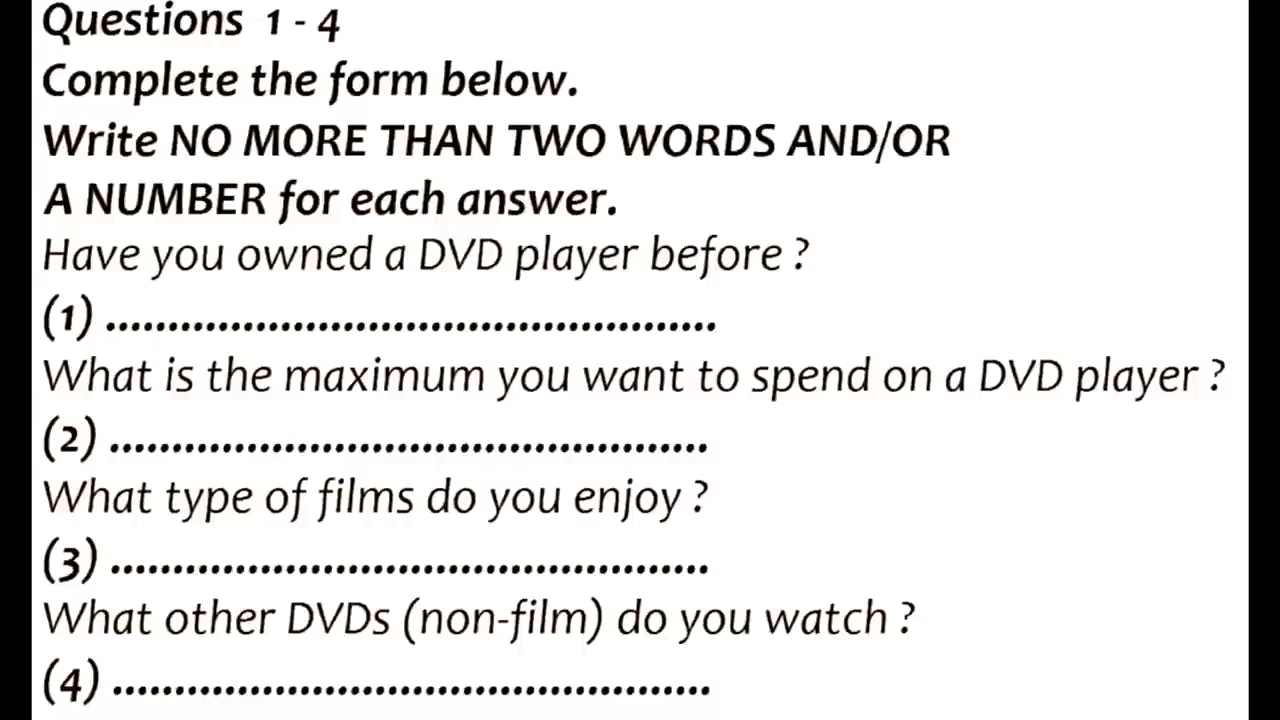 Questions 1 - 4
Complete the form below.
Write NO MORE THAN TWO WORDS AND/OR
A NUMBER for each answer.
Have you owned a DVD player before ?
(1) .................................................
What is the maximum you want to spend on a DVD player ?
(2) ................................................
What type of films do you enjoy ?
(3) ................................................
What other DVDs (non-film) do you watch ?
(4) ................................................